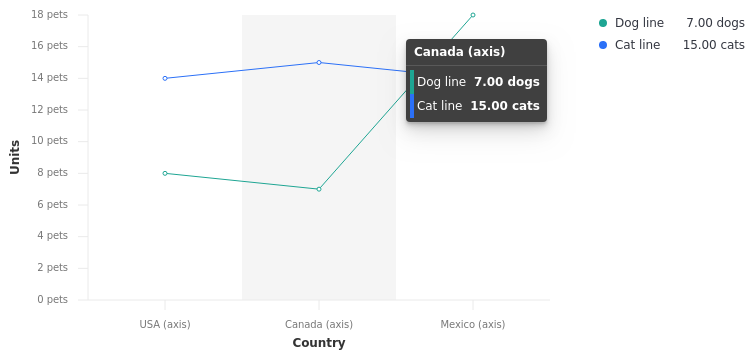 18 pets
16 pets
14 pets
12 pets
10 pets
8 pets
6 pets
4 pets
2 pets
0 pets
Units
USA (axis)
Canada (axis)
Mexico (axis)
Country
Canada (axis)
Dog line 7.00 dogs
Cat line 15.00 cats
Dog line 7.00 dogs
Cat line 15.00 cats